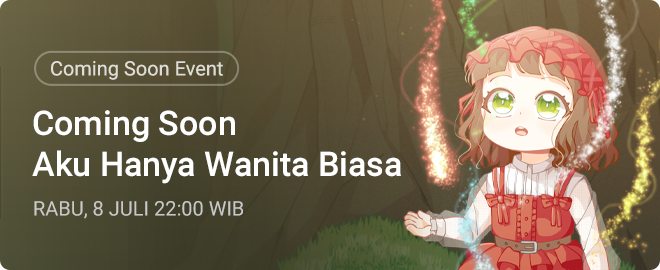 Coming Soon Event
Coming Soon
Aku Hanya Wanita Biasa
RABU, 8 JULI 22:00 WIB